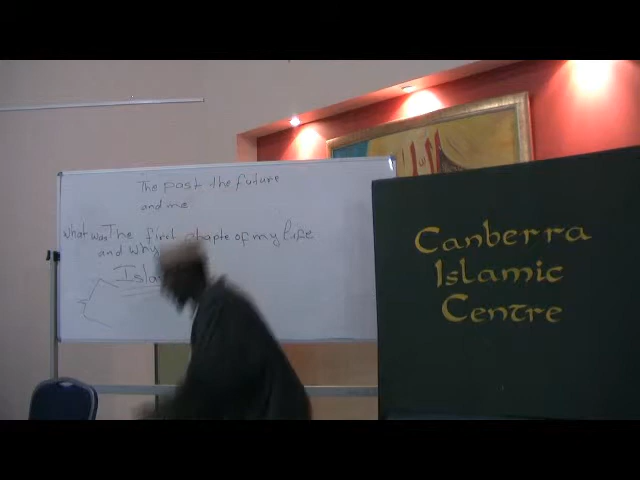 The past the future
and me
what was The first chapte of my life
and why
Islam
Canberra
Islamic
Centre